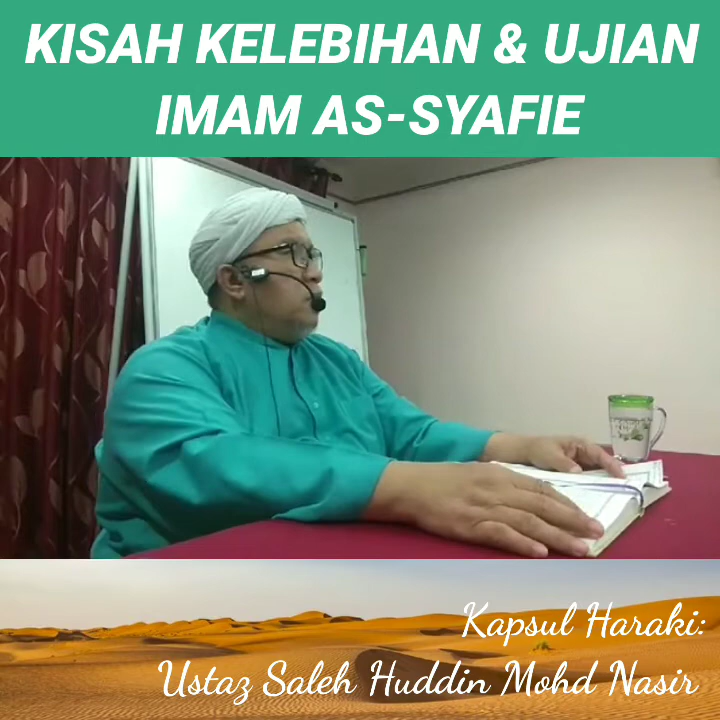 KISAH KELEBIHAN & UJIAN
IMAM AS-SYAFIE
Kapsul Haraki:
Ustaz Saleh Huddin Mohd Nasir